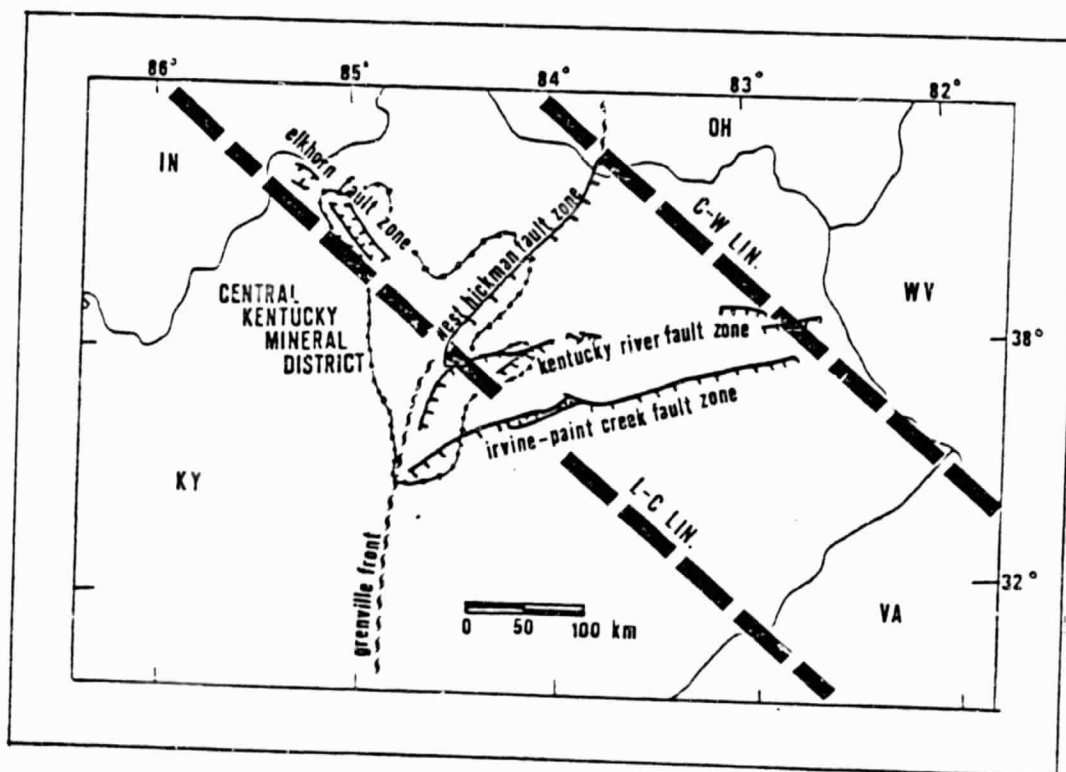 86°
85°
84°
83°
82°
OH
IN
elkhorn fault zone
C-W LIN.
west hickman fault zone
WV
CENTRAL
KENTUCKY
MINERAL
DISTRICT
38°
kentucky river fault zone
irvine-paint creek fault zone
KY
L-C LIN.
grenville front
32°
0 50 100 km
VA